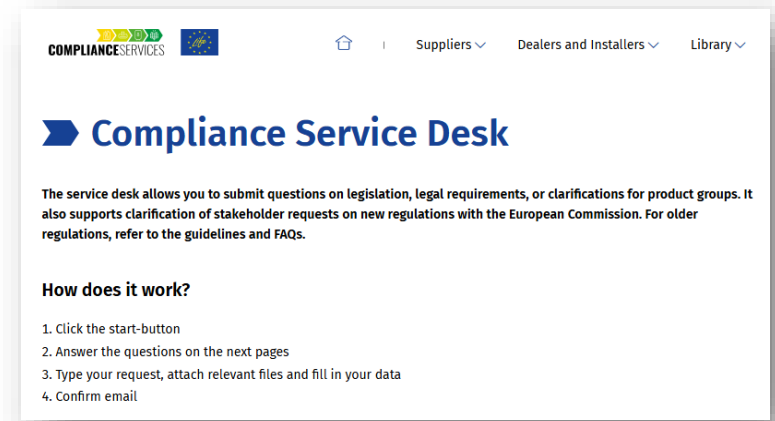 COMPLIANCESERVICES
life
Suppliers
Dealers and Installers
Library
Compliance Service Desk
The service desk allows you to submit questions on legislation, legal requirements, or clarifications for product groups. It
also supports clarification of stakeholder requests on new regulations with the European Commission. For older
regulations, refer to the guidelines and FAQs.
How does it work?
1. Click the start-button
2. Answer the questions on the next pages
3. Type your request, attach relevant files and fill in your data
4. Confirm email